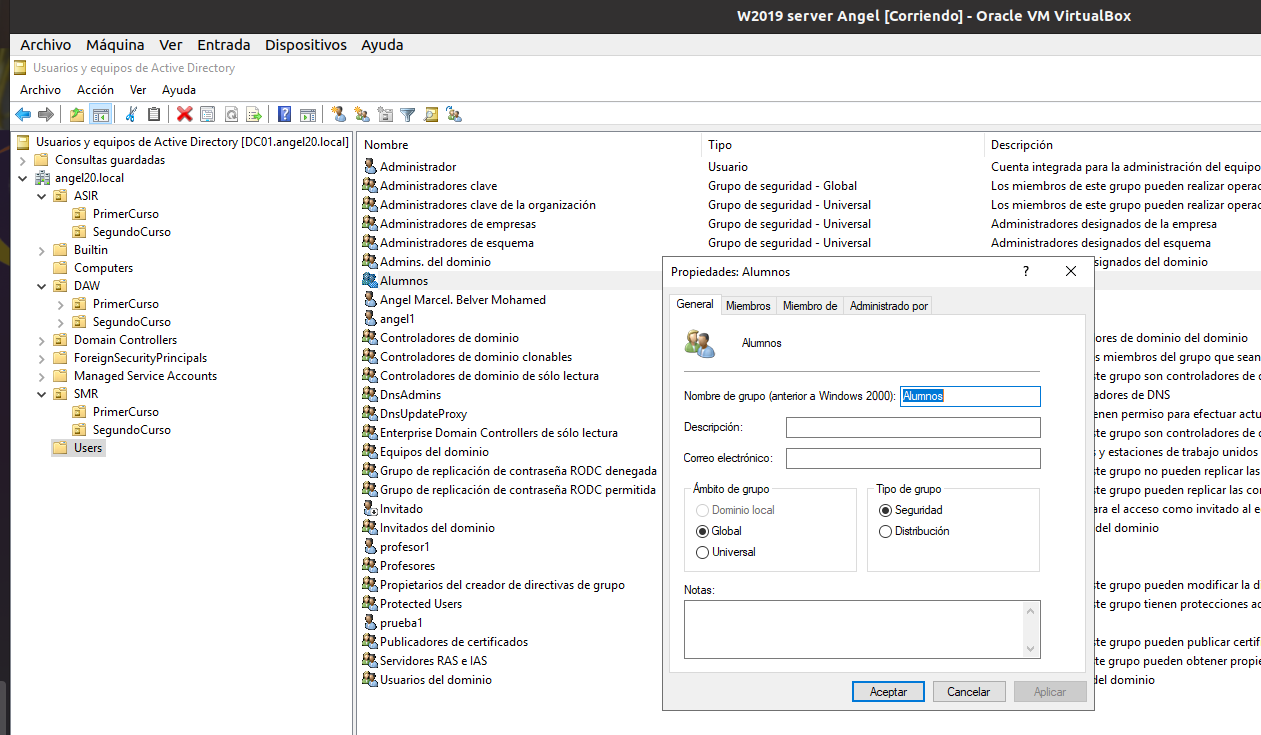 W2019 server Angel [Corriendo] - Oracle VM VirtualBox
Archivo Máquina Ver Entrada Dispositivos Ayuda
Usuarios y equipos de Active Directory
Archivo Acción Ver Ayuda
Usuarios y equipos de Active Directory [DC01.angel20.local]
Consultas guardadas
angel20.local
ASIR
PrimerCurso
SegundoCurso
Builtin
Computers
DAW
PrimerCurso
SegundoCurso
Domain Controllers
ForeignSecurityPrincipals
Managed Service Accounts
SMR
PrimerCurso
SegundoCurso
Users
Nombre Tipo Descripción
Administrador Usuario Cuenta integrada para la administración del equipo
Administradores clave Grupo de seguridad - Global Los miembros de este grupo pueden realizar operac
Administradores clave de la organización Grupo de seguridad - Universal Los miembros de este grupo pueden realizar operac
Administradores de empresas Grupo de seguridad - Universal Administradores designados de la empresa
Administradores de esquema Grupo de seguridad - Universal Administradores designados del esquema
Admins. del dominio signados del dominio
Alumnos
Angel Marcel. Belver Mohamed
angel1
Controladores de dominio ores de dominio del dominio
Controladores de dominio clonables s miembros del grupo que sean
Controladores de dominio de sólo lectura ste grupo son controladores de
DnsAdmins adores de DNS
DnsUpdateProxy enen permiso para efectuar actu
Enterprise Domain Controllers de sólo lectura ste grupo son controladores de
Equipos del dominio s y estaciones de trabajo unidos
Grupo de replicación de contraseña RODC denegada ste grupo no pueden replicar las
Grupo de replicación de contraseña RODC permitida ste grupo pueden replicar las co
Invitado ara el acceso como invitado al e
Invitados del dominio del dominio
profesor1
Profesores
Propietarios del creador de directivas de grupo ste grupo pueden modificar la d
Protected Users ste grupo tienen protecciones ac
prueba1
Publicadores de certificados ste grupo pueden publicar certif
Servidores RAS e IAS te grupo pueden obtener propie
Usuarios del dominio del dominio
Propiedades: Alumnos ?
General Miembros Miembro de Administrado por
Alumnos
Nombre de grupo (anterior a Windows 2000): Alumnos
Descripción:
Correo electrónico:
Ámbito de grupo
Dominio local
Global
Universal
Tipo de grupo
Seguridad
Distribución
Notas:
Aceptar Cancelar Aplicar